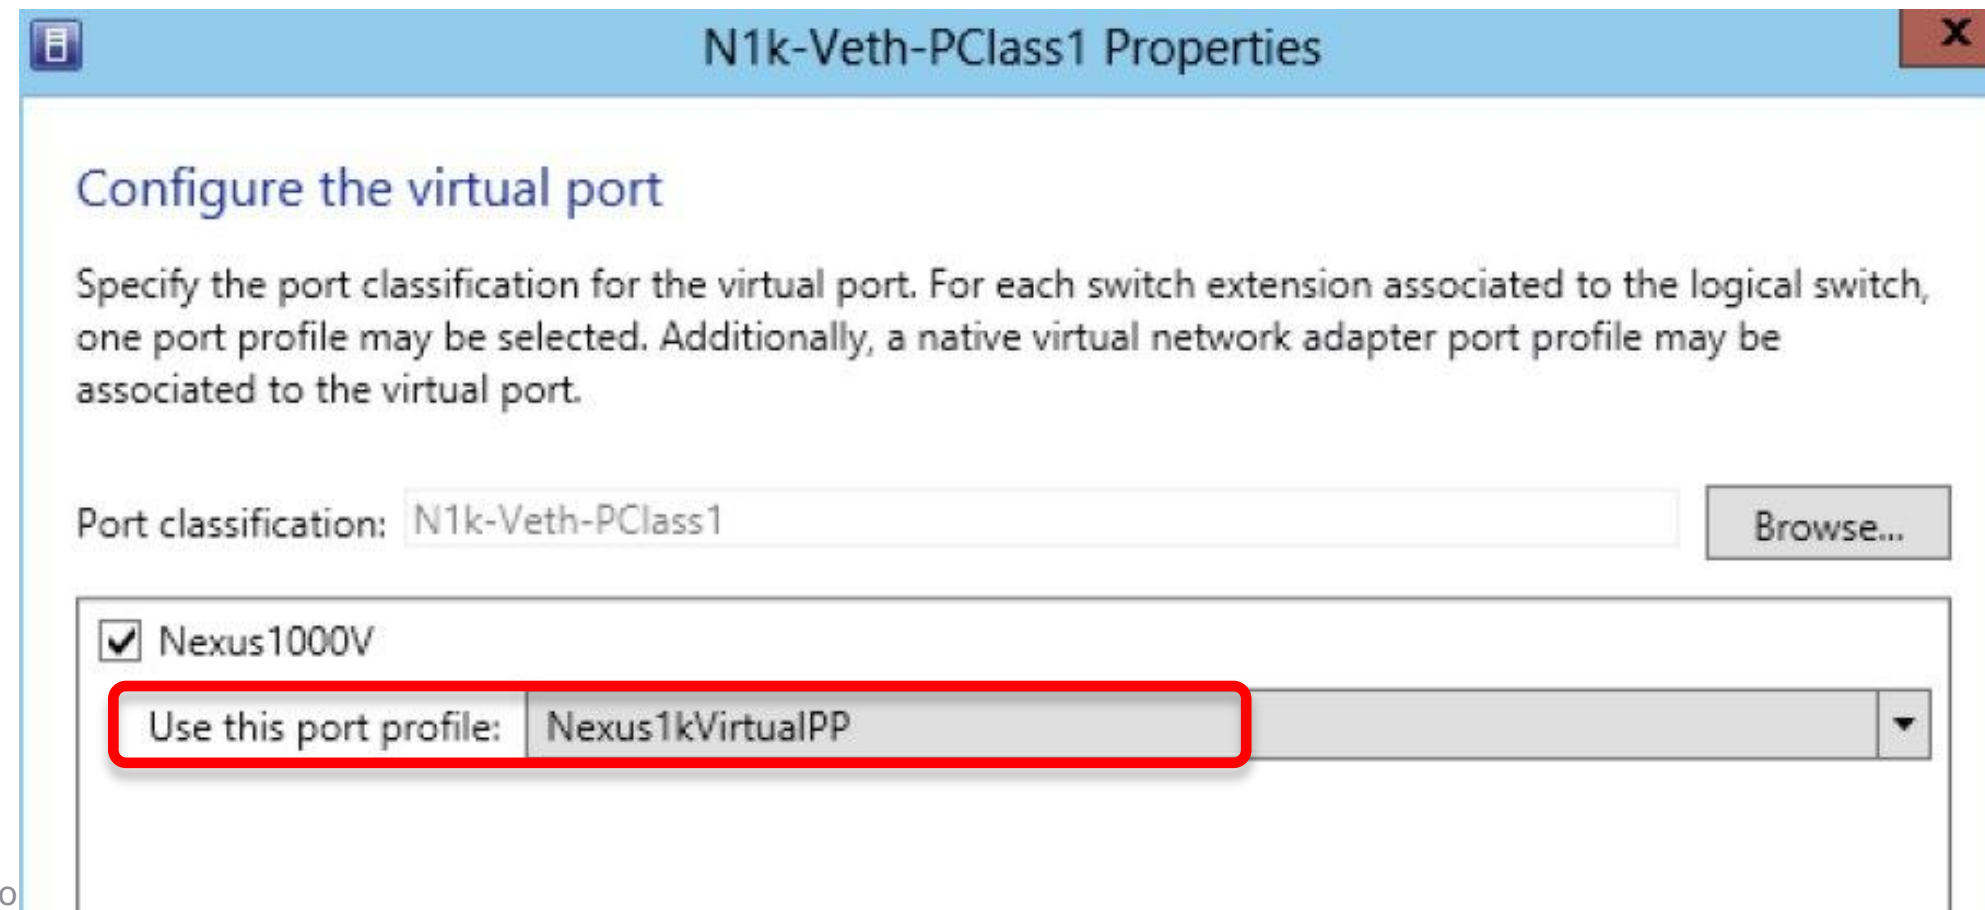 N1k-Veth-PClass1 Properties
X
Configure the virtual port
Specify the port classification for the virtual port. For each switch extension associated to the logical switch,
one port profile may be selected. Additionally, a native virtual network adapter port profile may be
associated to the virtual port.
Port classification: N1k-Veth-PClass1 Browse...
Nexus1000V
Use this port profile: Nexus1kVirtualPP